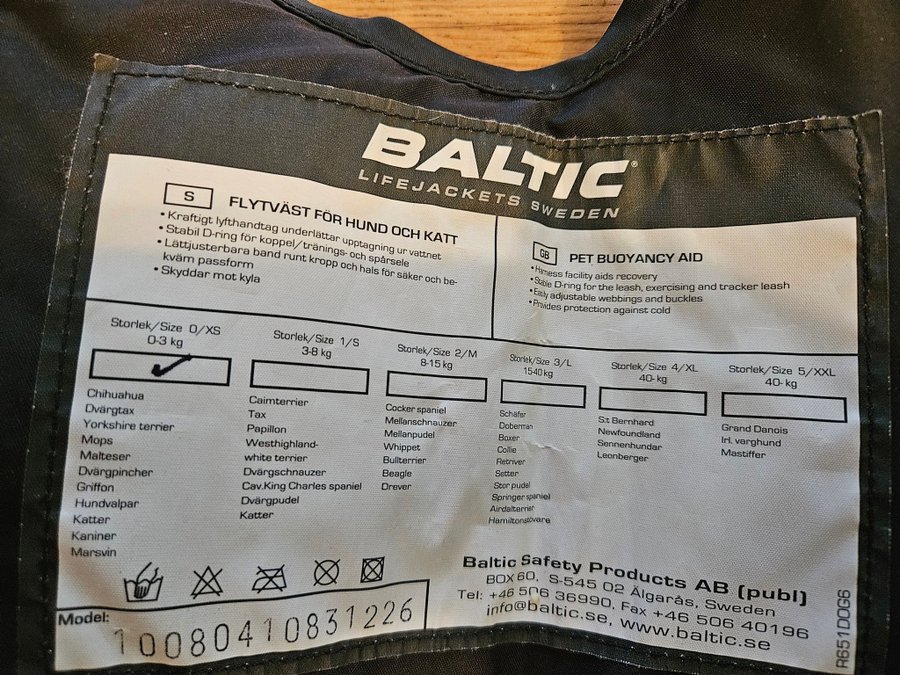 BALTIC®
LIFEJACKETS SWEDEN
S FLYTVÄST FÖR HUND OCH KATT
• Kraftigt lyfthandtag underlättar upptagning ur vattnet
• Stabil D-ring för koppel/tränings- och spårsele
• Lättjusterbara band runt kropp och hals för säker och be-
kväm passform
• Skyddar mot kyla
GB PET BUOYANCY AID
• Harness facility aids recovery
• Stable D-ring for the leash, exercising and tracker leash
• Easily adjustable webbings and buckles
• Provides protection against cold
Storlek/Size 0/XS
0-3 kg
Chihuahua
Dvärgtax
Yorkshire terrier
Mops
Malteser
Dvärgpincher
Griffon
Hundvalpar
Katter
Kaniner
Marsvin
Storlek/Size 1/S
3-8 kg
Cairnterrier
Tax
Papillon
Westhighland-
white terrier
Dvärgschnauzer
Cav.King Charles spaniel
Dvärgpudel
Katter
Storlek/Size 2/M
8-15 kg
Cocker spaniel
Mellanschnauzer
Mellanpudel
Whippet
Bullterrier
Beagle
Drever
Storlek/Size 3/L
15-40 kg
Schäfer
Doberman
Boxer
Collie
Retriver
Setter
Stor pudel
Springer spaniel
Airdalterrier
Hamiltonstövare
Storlek/Size 4/XL
40- kg
S:t Bernhard
Newfoundland
Sennenhundar
Leonberger
Storlek/Size 5/XXL
40- kg
Grand Danois
Irl. varghund
Mastiffer
Baltic Safety Products AB (publ)
BOX 60, S-545 02 Älgarås, Sweden
Tel: +46 506 36990, Fax +46 506 40196
info@baltic.se, www.baltic.se
Model:
10080410831226
R651DOG6